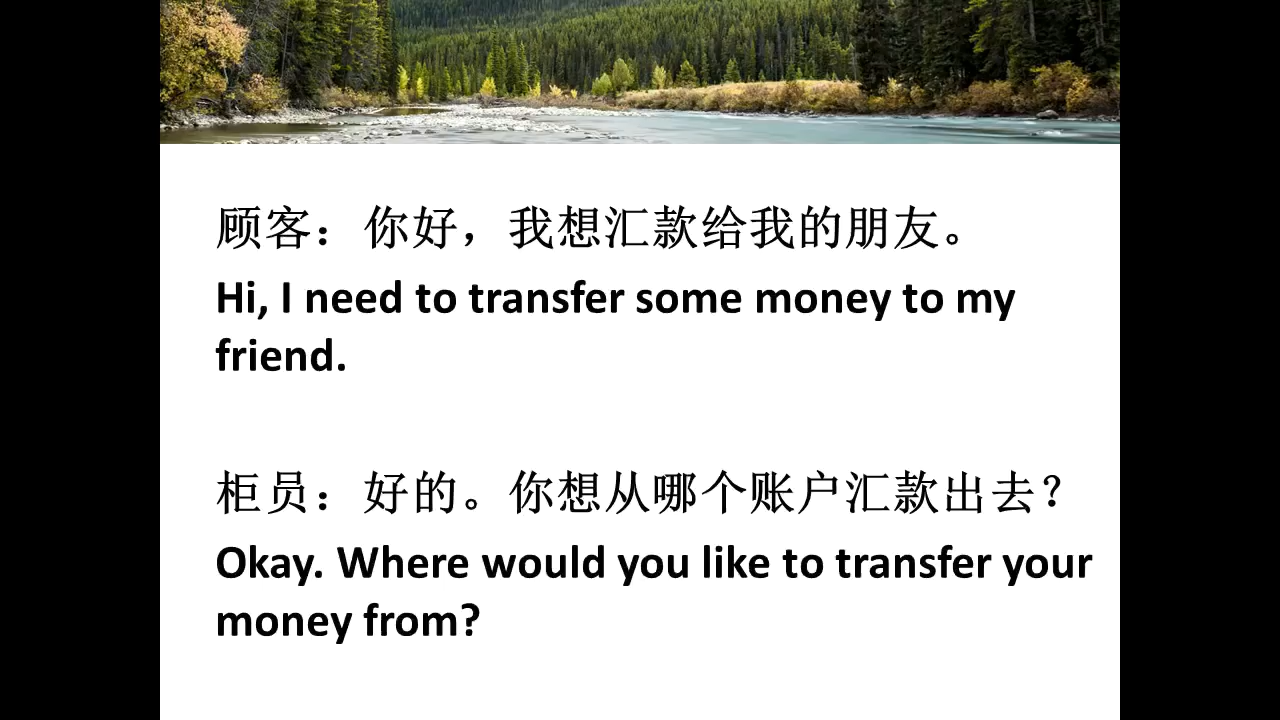 顾客：你好，我想汇款给我的朋友。
Hi, I need to transfer some money to my
friend.
柜员：好的。你想从哪个账户汇款出去？
Okay. Where would you like to transfer your
money from?